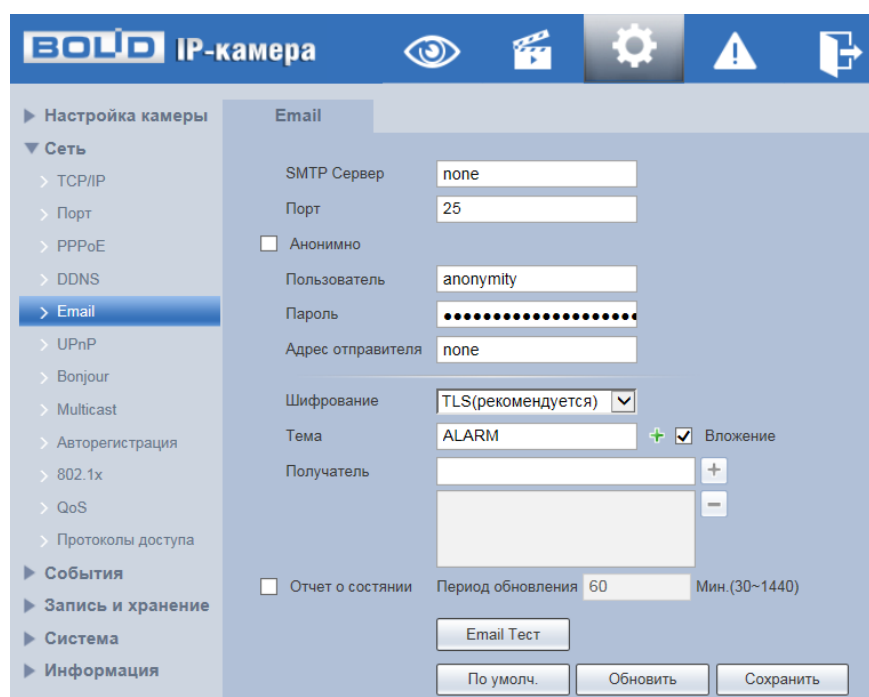 BOLID IP-камера
Настройка камеры
Сеть
TCP/IP
Порт
PPPoE
DDNS
Email
UPnP
Bonjour
Multicast
Авторегистрация
802.1x
QoS
Протоколы доступа
События
Запись и хранение
Система
Информация
Email
SMTP Сервер none
Порт 25
Анонимно
Пользователь anonymity
Пароль
Адрес отправителя none
Шифрование TLS(рекомендуется)
Тема ALARM Вложение
Получатель
Отчет о состоянии Период обновления 60 Мин.(30~1440)
Email Тест
По умолч. Обновить Сохранить